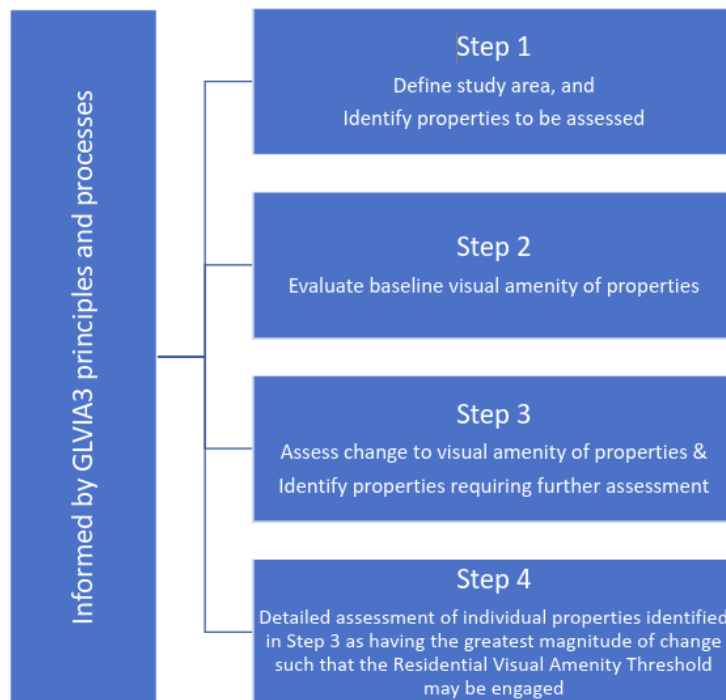 Informed by GLVIA3 principles and processes
Step 1
Define study area, and
Identify properties to be assessed
Step 2
Evaluate baseline visual amenity of properties
Step 3
Assess change to visual amenity of properties &
Identify properties requiring further assessment
Step 4
Detailed assessment of individual properties identified
in Step 3 as having the greatest magnitude of change
such that the Residential Visual Amenity Threshold
may be engaged